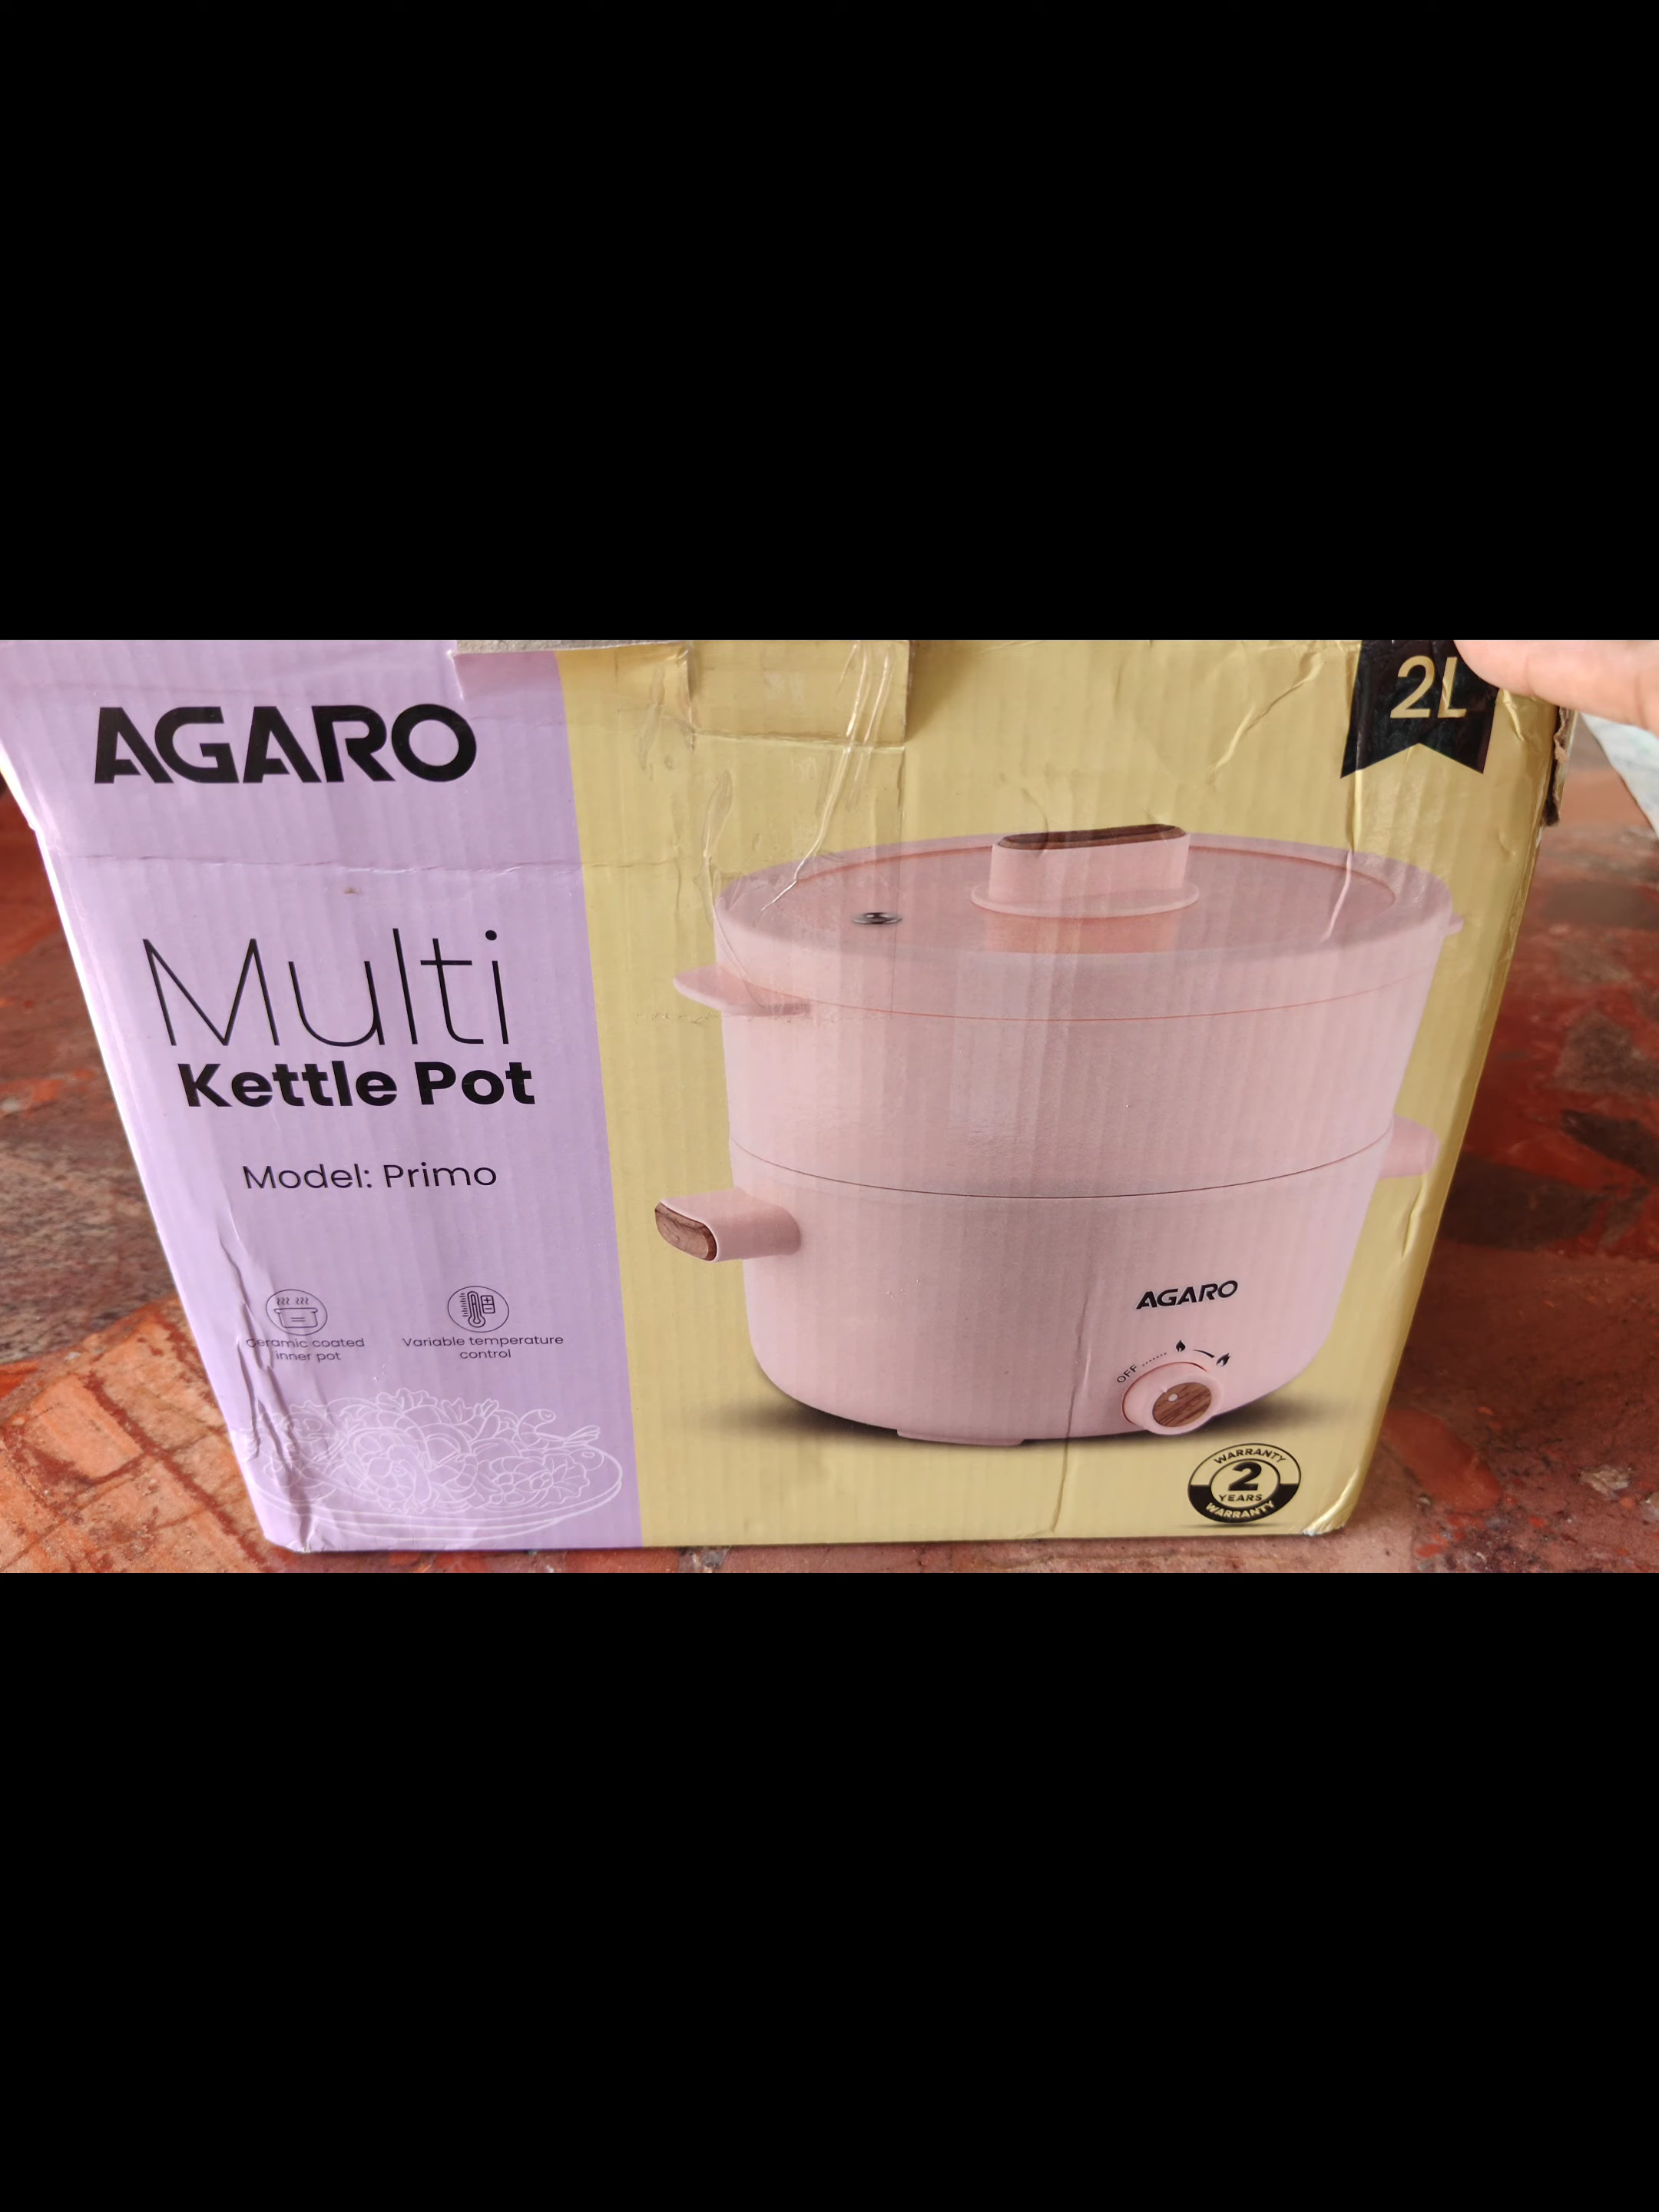 AGARO
2L
Multi
Kettle Pot
Model: Primo
Ceramic coated
inner pot
Variable temperature
control
AGARO
OFF
WARRANTY
2
YEARS
WARRANTY